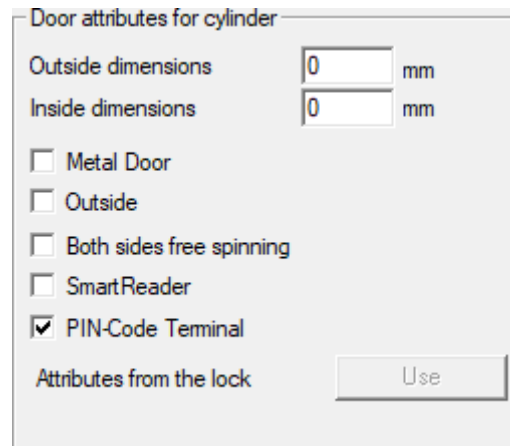 Door attributes for cylinder
Outside dimensions 0 mm
Inside dimensions 0 mm
Metal Door
Outside
Both sides free spinning
SmartReader
PIN-Code Terminal
Attributes from the lock Use